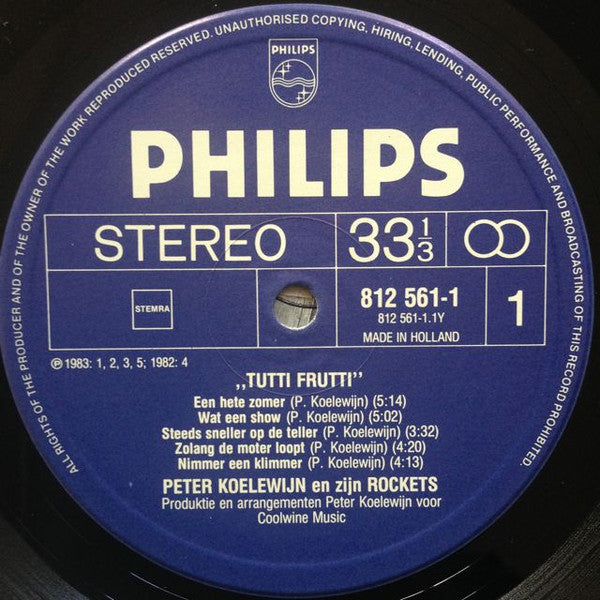 ALL RIGHTS OF THE PRODUCER AND OF THE OWNER OF THE WORK REPRODUCED RESERVED. UNAUTHORISED COPYING, HIRING, LENDING, PUBLIC PERFORMANCE AND BROADCASTING OF THIS RECORD PROHIBITED.
PHILIPS
PHILIPS
STEREO 33 1/3
STEMRA
812 561-1 1
812 561-1.1Y
MADE IN HOLLAND
℗ 1983: 1, 2, 3, 5; 1982: 4
,,TUTTI FRUTTI''
Een hete zomer (P. Koelewijn) (5:14)
Wat een show (P. Koelewijn) (5:02)
Steeds sneller op de teller (P. Koelewijn) (3:32)
Zolang de moter loopt (P. Koelewijn) (4:20)
Nimmer een klimmer (P. Koelewijn) (4:13)
PETER KOELEWIJN en zijn ROCKETS
Produktie en arrangementen Peter Koelewijn voor
Coolwine Music